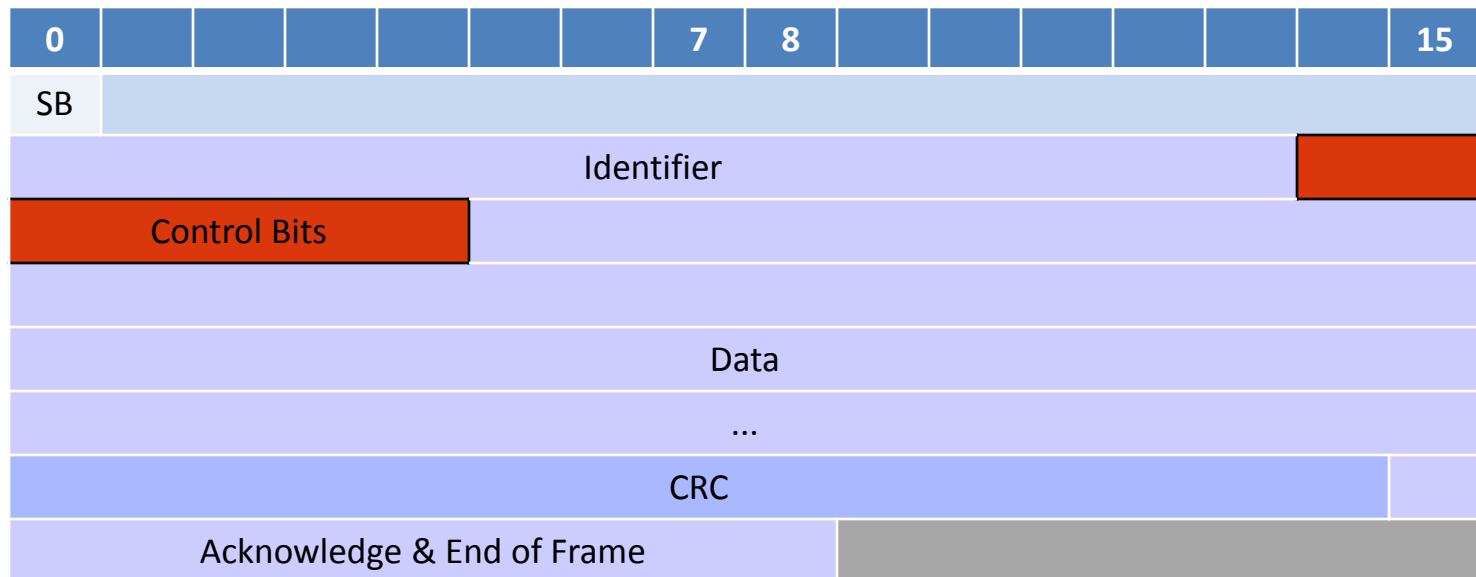 0 7 8 15
SB
Identifier
Control Bits
Data
...
CRC
Acknowledge & End of Frame